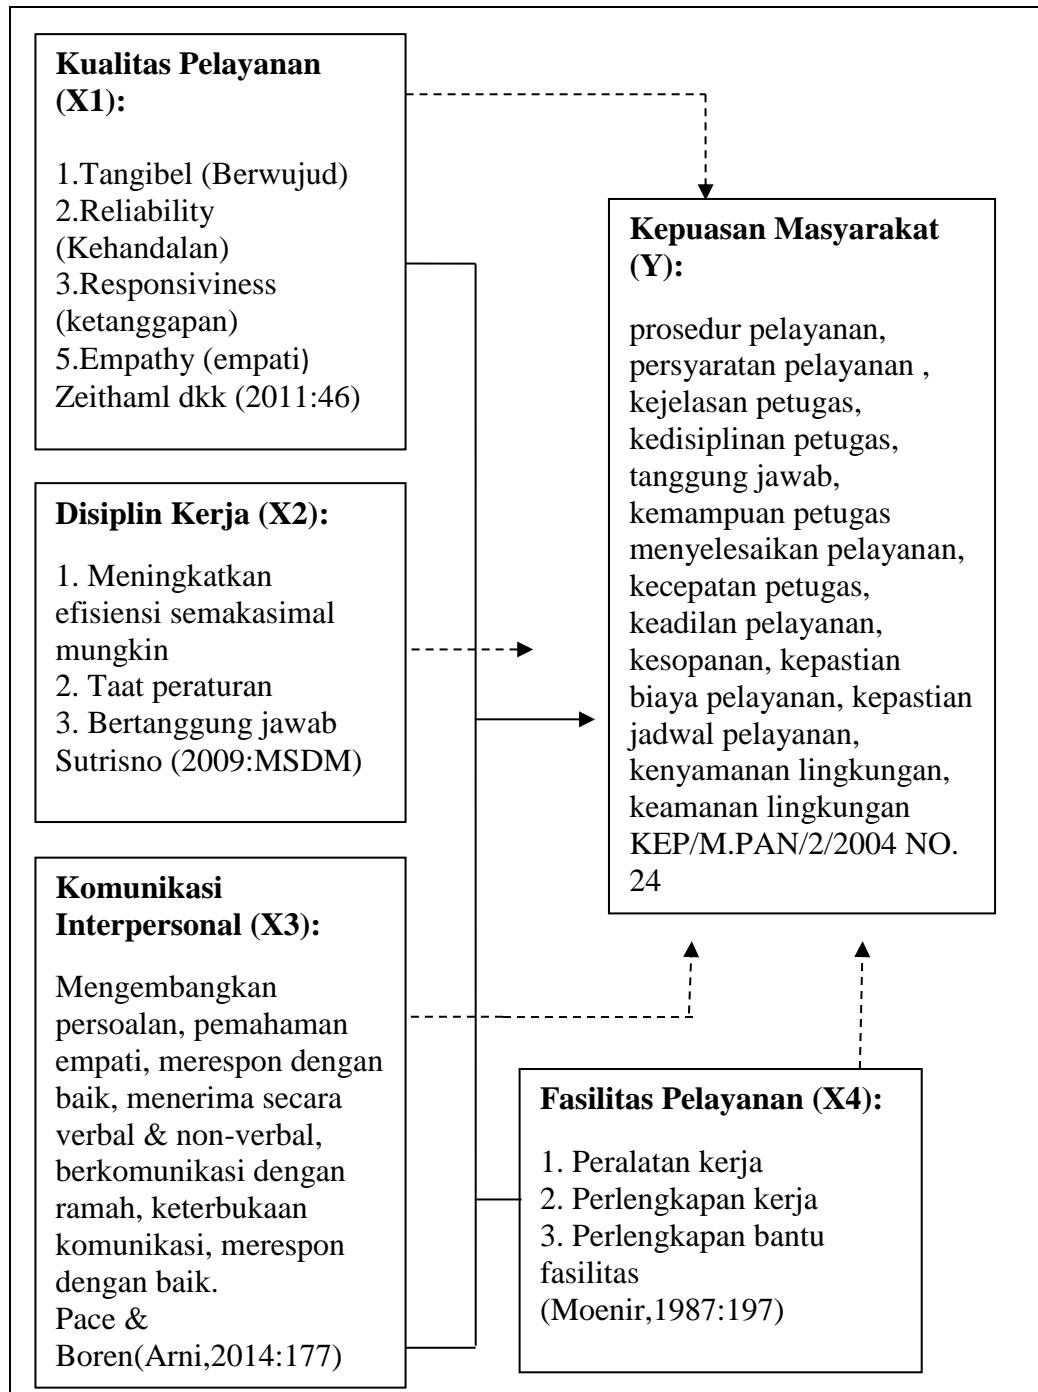 Kualitas Pelayanan
(X1):
1.Tangibel (Berwujud)
2.Reliability
(Kehandalan)
3.Responsiviness
(ketanggapan)
5.Empathy (empati)
Zeithaml dkk (2011:46)
Disiplin Kerja (X2):
1. Meningkatkan
efisiensi semakasimal
mungkin
2. Taat peraturan
3. Bertanggung jawab
Sutrisno (2009:MSDM)
Komunikasi
Interpersonal (X3):
Mengembangkan
persoalan, pemahaman
empati, merespon dengan
baik, menerima secara
verbal & non-verbal,
berkomunikasi dengan
ramah, keterbukaan
komunikasi, merespon
dengan baik.
Pace &
Boren(Arni,2014:177)
Kepuasan Masyarakat
(Y):
prosedur pelayanan,
persyaratan pelayanan ,
kejelasan petugas,
kedisiplinan petugas,
tanggung jawab,
kemampuan petugas
menyelesaikan pelayanan,
kecepatan petugas,
keadilan pelayanan,
kesopanan, kepastian
biaya pelayanan, kepastian
jadwal pelayanan,
kenyamanan lingkungan,
keamanan lingkungan
KEP/M.PAN/2/2004 NO.
24
Fasilitas Pelayanan (X4):
1. Peralatan kerja
2. Perlengkapan kerja
3. Perlengkapan bantu
fasilitas
(Moenir,1987:197)